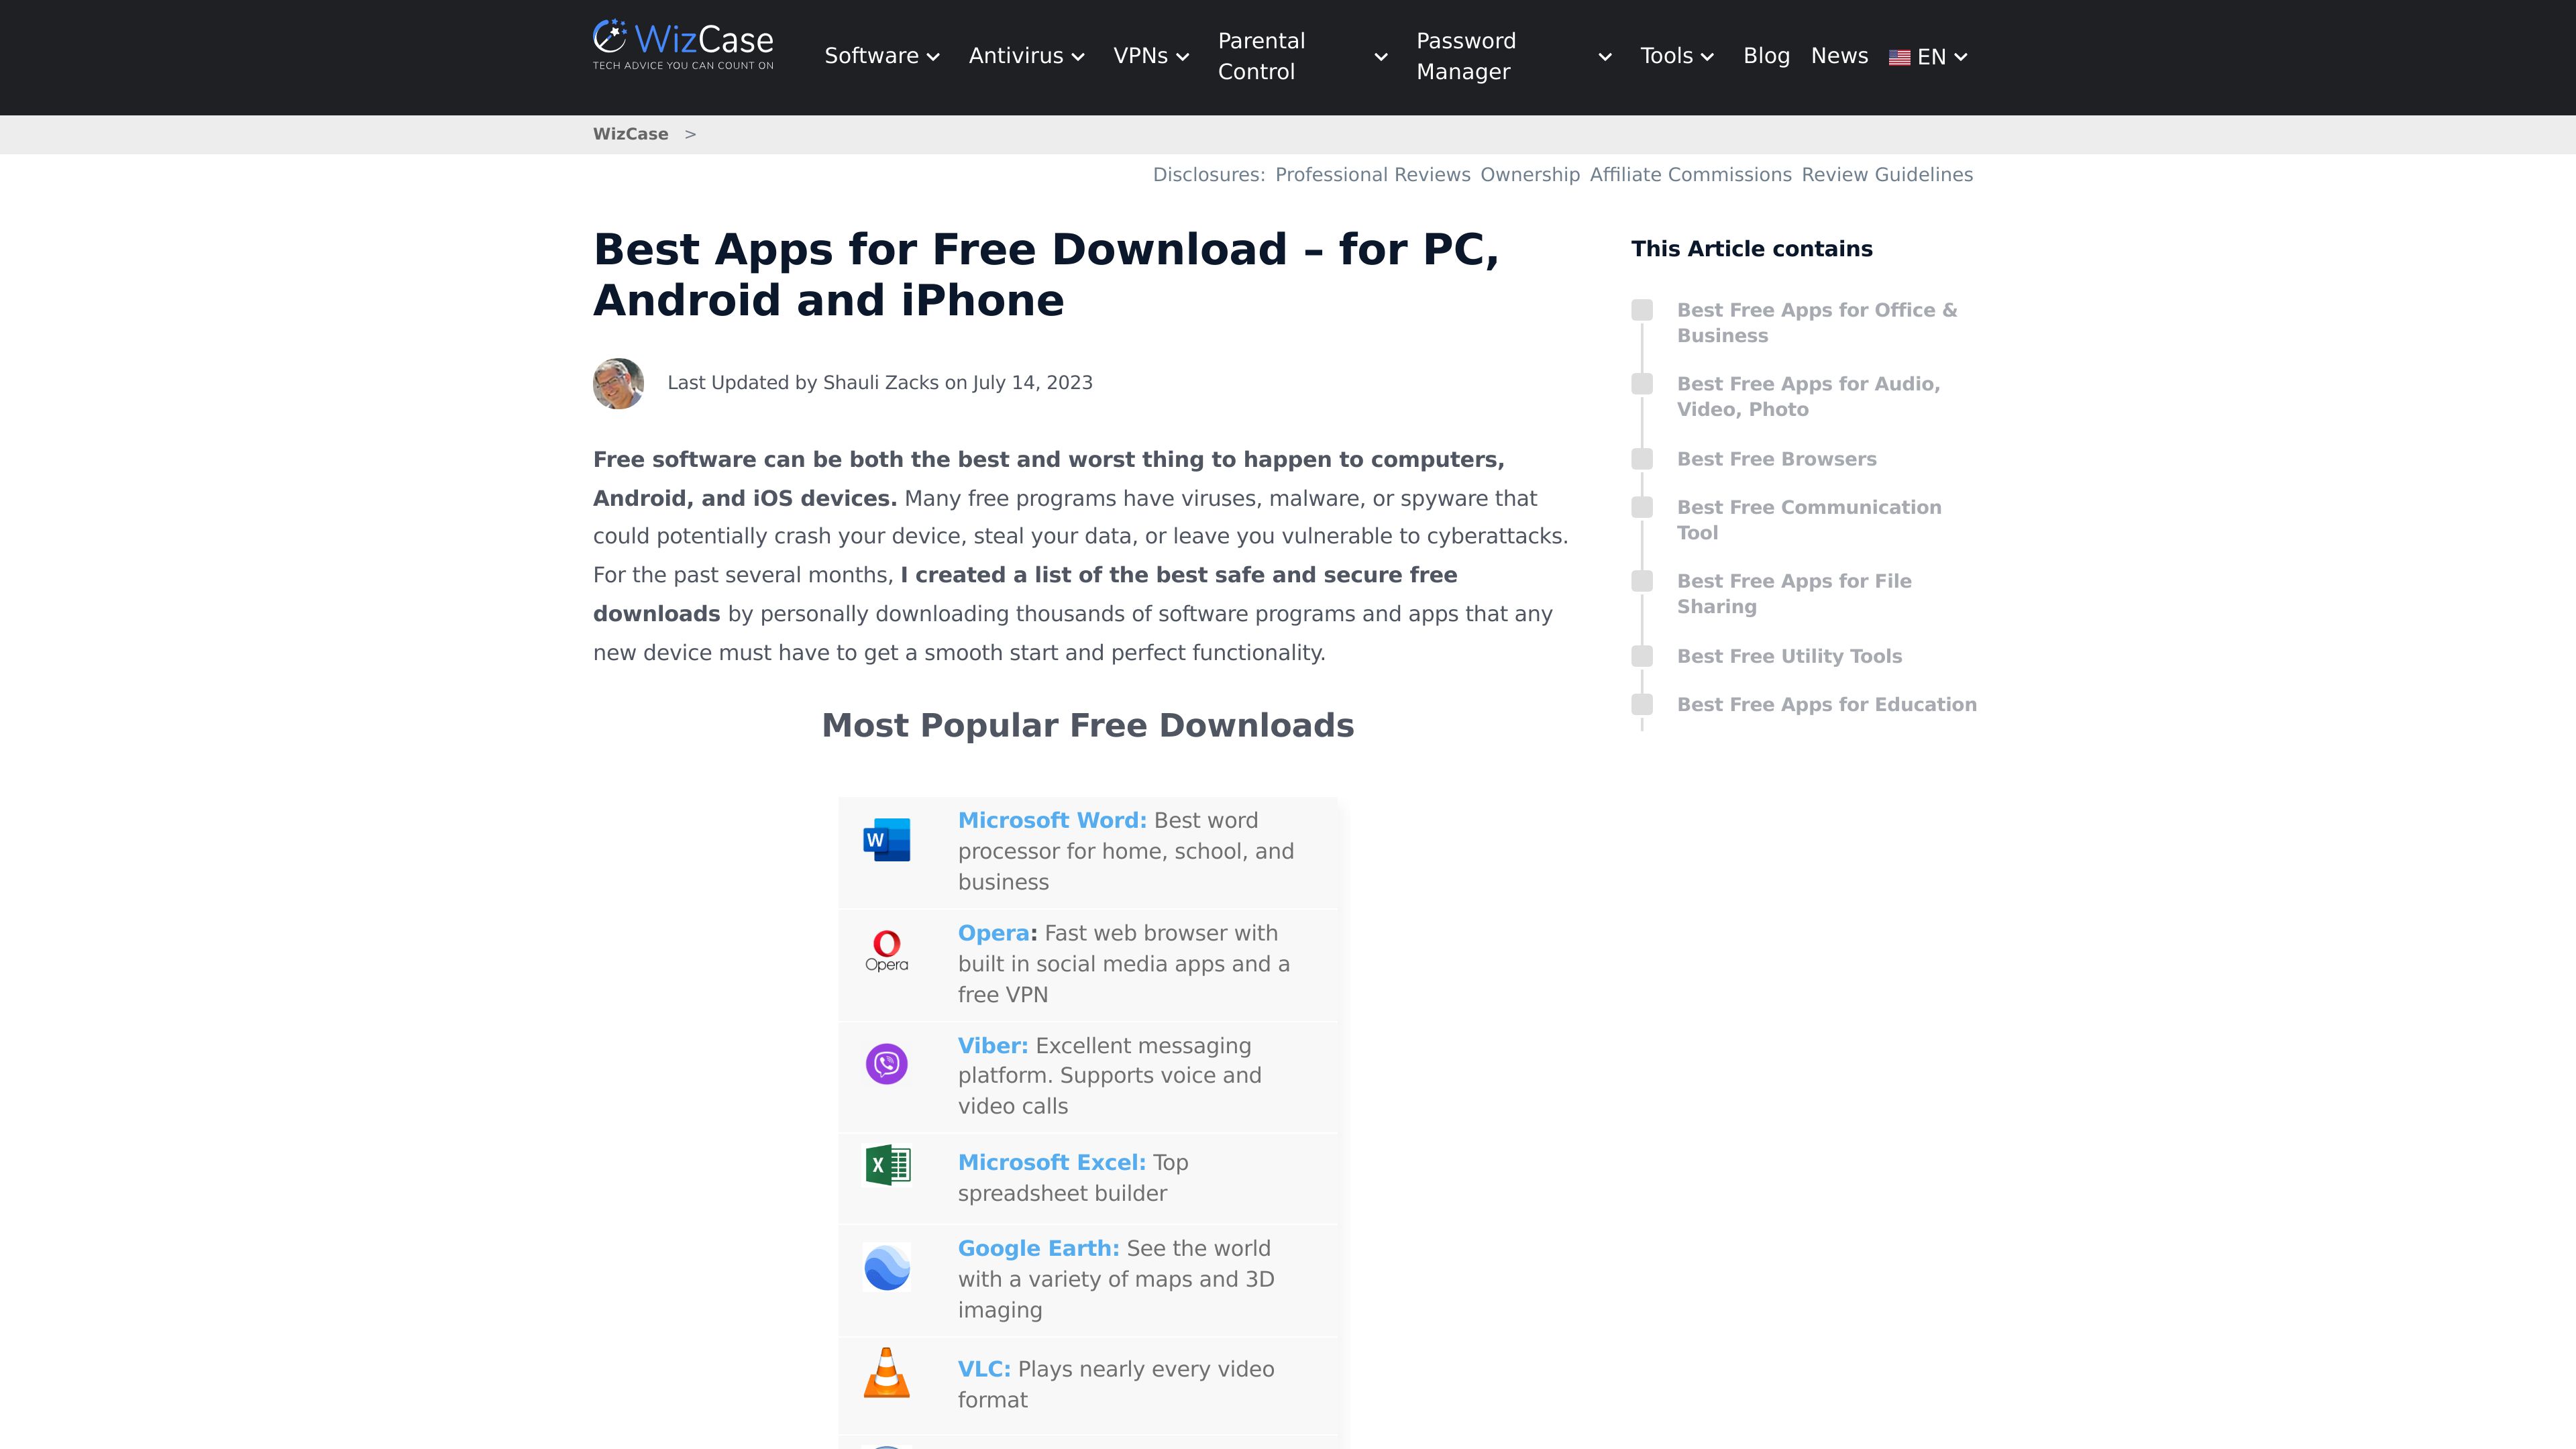 WizCase
TECH ADVICE YOU CAN COUNT ON
Software
Antivirus
VPNs
Parental
Control
Password
Manager
Tools
Blog
News
EN
WizCase >
Disclosures: Professional Reviews Ownership Affiliate Commissions Review Guidelines
Best Apps for Free Download – for PC,
Android and iPhone
Last Updated by Shauli Zacks on July 14, 2023
Free software can be both the best and worst thing to happen to computers,
Android, and iOS devices. Many free programs have viruses, malware, or spyware that
could potentially crash your device, steal your data, or leave you vulnerable to cyberattacks.
For the past several months, I created a list of the best safe and secure free
downloads by personally downloading thousands of software programs and apps that any
new device must have to get a smooth start and perfect functionality.
Most Popular Free Downloads
W
Microsoft Word: Best word
processor for home, school, and
business
Opera
Opera: Fast web browser with
built in social media apps and a
free VPN
Viber: Excellent messaging
platform. Supports voice and
video calls
X
Microsoft Excel: Top
spreadsheet builder
Google Earth: See the world
with a variety of maps and 3D
imaging
VLC: Plays nearly every video
format
This Article contains
Best Free Apps for Office &
Business
Best Free Apps for Audio,
Video, Photo
Best Free Browsers
Best Free Communication
Tool
Best Free Apps for File
Sharing
Best Free Utility Tools
Best Free Apps for Education